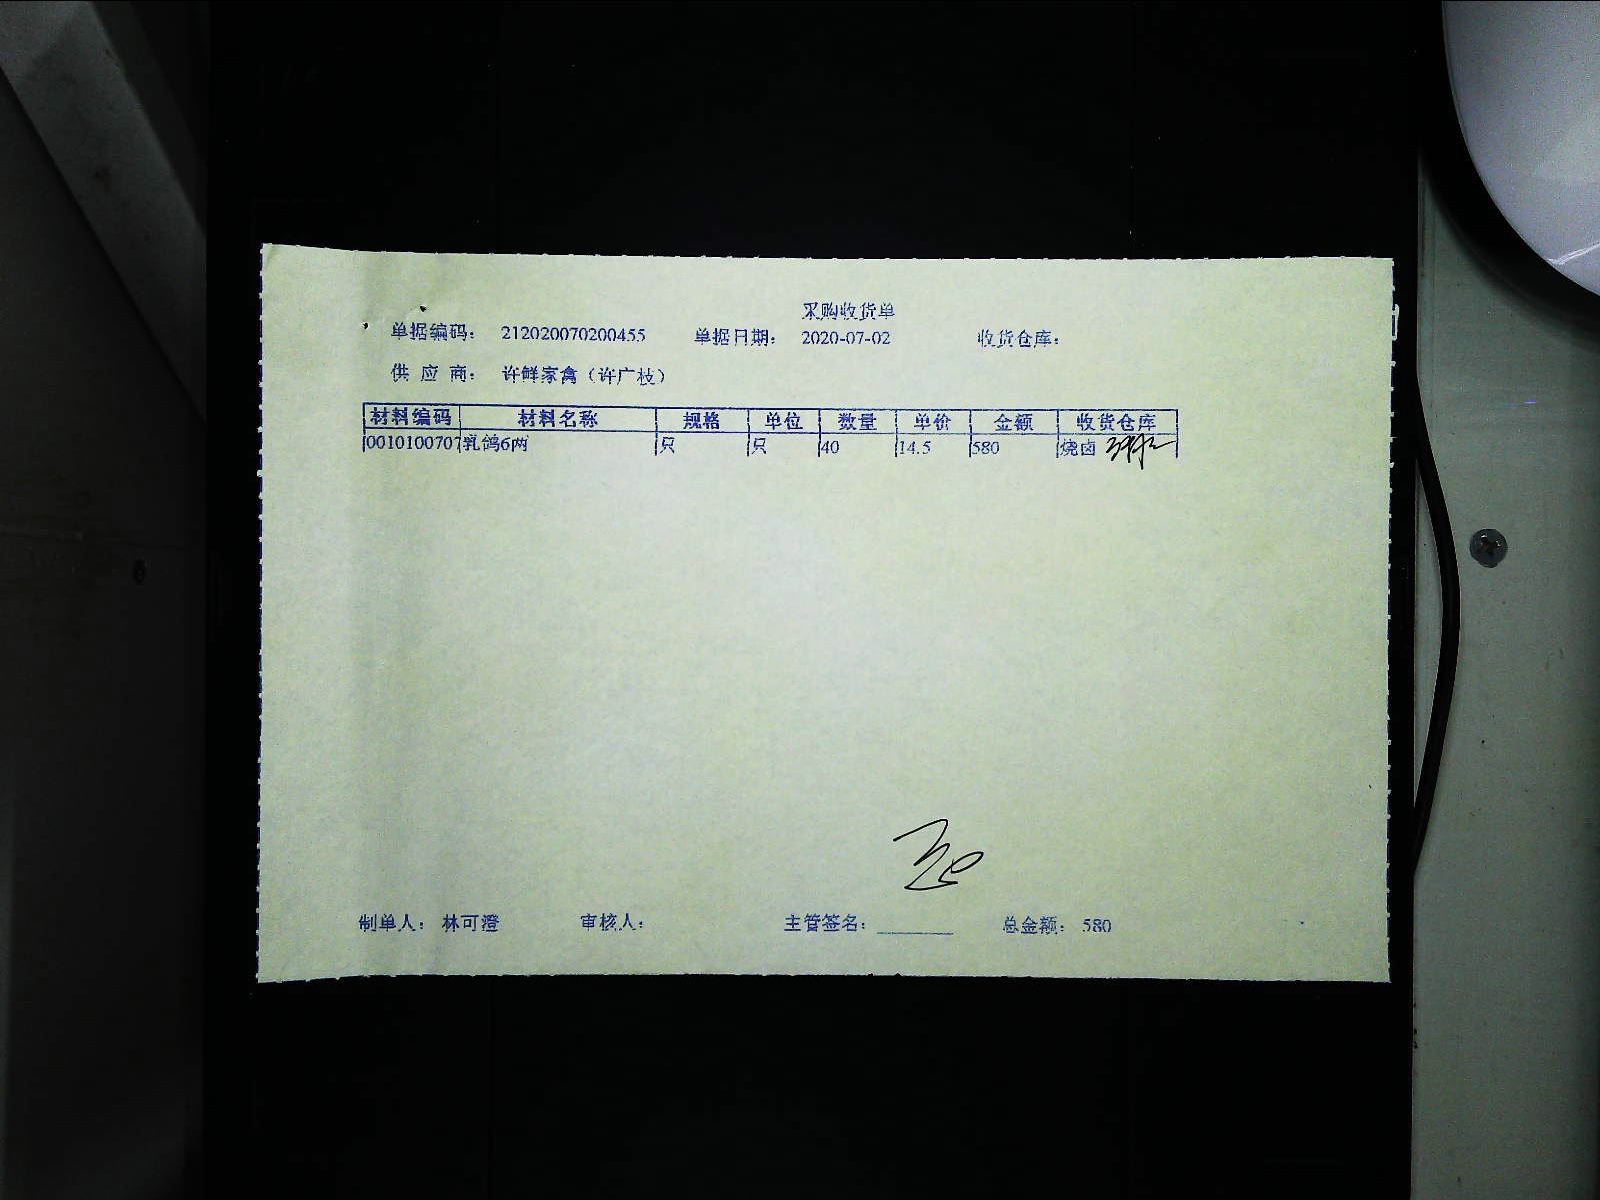 采购收货单
单据编码: 212020070200455 单据日期: 2020-07-02 收货仓库:
供 应 商: 许鲜家禽(许广枝)
材料编码 材料名称 规格 单位 数量 单价 金额 收货仓库
0010100707 乳鸽6两 只 只 40 14.5 580 烧卤
制单人: 林可澄 审核人: 主管签名: 总金额: 580